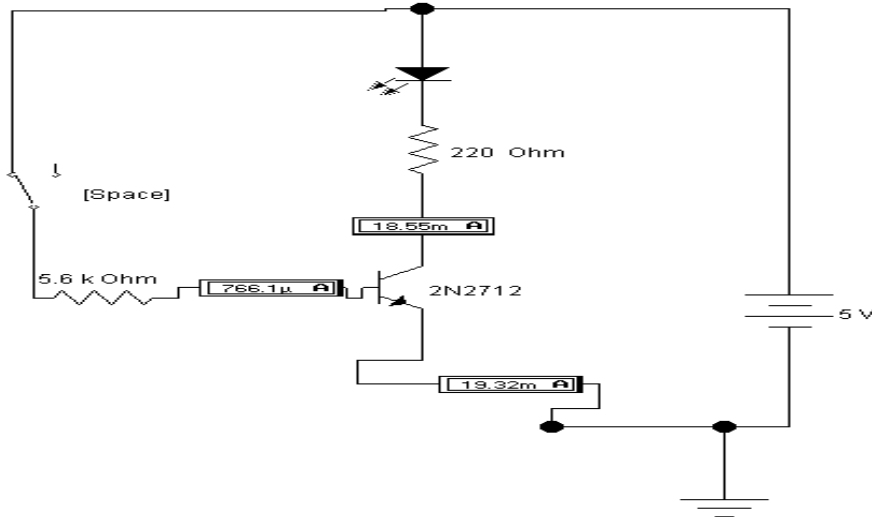 220 Ohm
[Space]
18.55m A
5.6 k Ohm
766.1µ A
2N2712
5 V
19.32m A